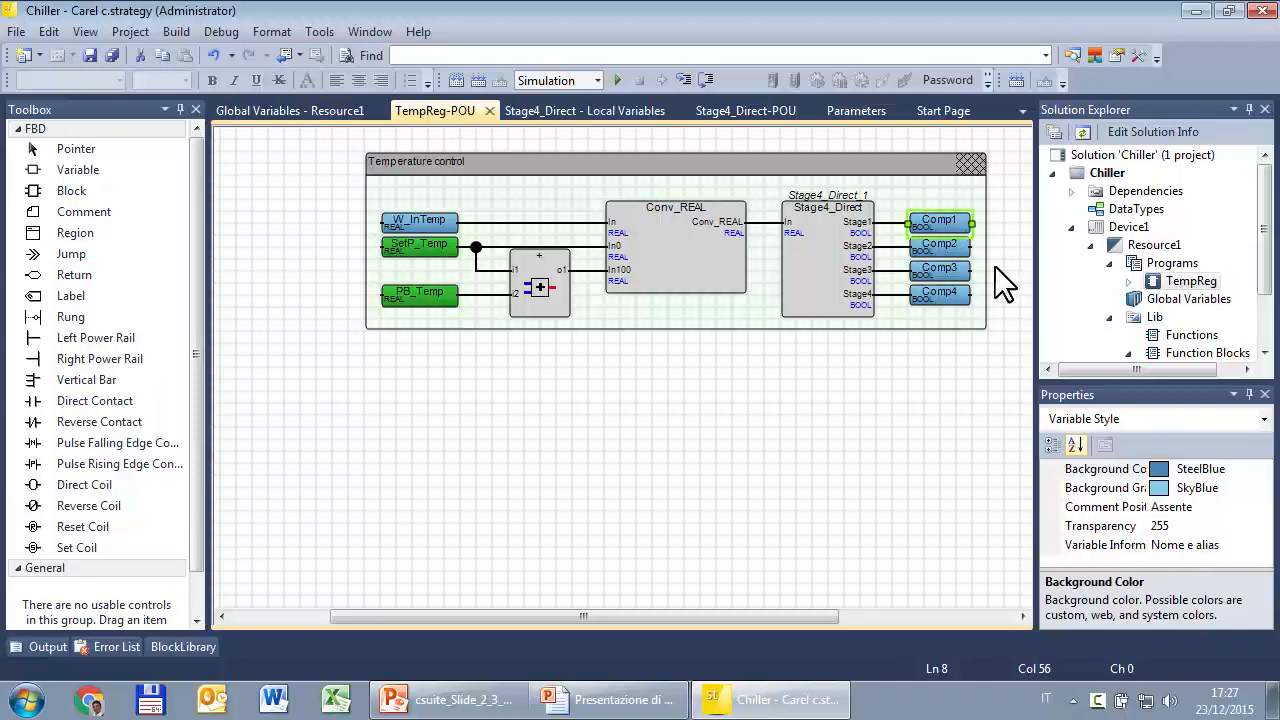 Chiller - Carel c.strategy (Administrator)
File Edit View Project Build Debug Format Tools Window Help
Find
B I U K A Simulation Password
Toolbox
FBD
Pointer
Variable
Block
Comment
Region
Jump
Return
Label
Rung
Left Power Rail
Right Power Rail
Vertical Bar
Direct Contact
Reverse Contact
Pulse Falling Edge Co...
Pulse Rising Edge Con...
Direct Coil
Reverse Coil
Reset Coil
Set Coil
General
There are no usable controls
in this group. Drag an item
Global Variables - Resource1 TempReg-POU Stage4_Direct - Local Variables Stage4_Direct-POU Parameters Start Page
Temperature control
W_InTemp
REAL
SetP_Temp
REAL
PB_Temp
REAL
+
i1 o1
i2
Conv_REAL
In Conv_REAL
REAL REAL
In0
REAL
In100
REAL
Stage4_Direct_1
Stage4_Direct
In Stage1
REAL BOOL
Stage2
BOOL
Stage3
BOOL
Stage4
BOOL
Comp1
BOOL
Comp2
BOOL
Comp3
BOOL
Comp4
BOOL
Solution Explorer
Edit Solution Info
Solution 'Chiller' (1 project)
Chiller
Dependencies
DataTypes
Device1
Resource1
Programs
TempReg
Global Variables
Lib
Functions
Function Blocks
Properties
Variable Style
Background Co SteelBlue
Background Gr SkyBlue
Comment Posit Assente
Transparency 255
Variable Inform Nome e alias
Background Color
Background color. Possible colors are
custom, web, and system colors.
Output Error List BlockLibrary
Ln 8 Col 56 Ch 0
csuite_Slide_2_3_... Presentazione di ... Chiller - Carel c.st... IT 17:27
23/12/2015